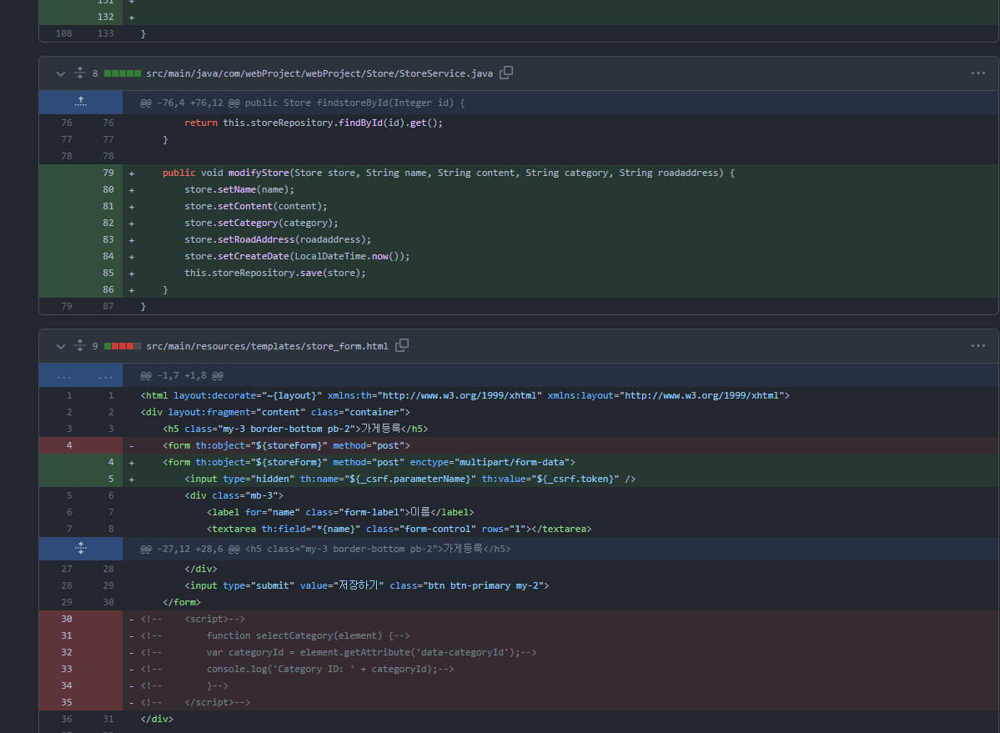 131 +
132 +
108 133 }
8 src/main/java/com/webProject/webProject/Store/StoreService.java
@@ -76,4 +76,12 @@ public Store findstoreById(Integer id) {
76 76 return this.storeRepository.findById(id).get();
77 77 }
78 78
79 + public void modifyStore(Store store, String name, String content, String category, String roadaddress) {
80 + store.setName(name);
81 + store.setContent(content);
82 + store.setCategory(category);
83 + store.setRoadAddress(roadaddress);
84 + store.setCreateDate(LocalDateTime.now());
85 + this.storeRepository.save(store);
86 + }
79 87 }
9 src/main/resources/templates/store_form.html
... ... @@ -1,7 +1,8 @@
1 1 <html layout:decorate="~{layout}" xmlns:th="http://www.w3.org/1999/xhtml" xmlns:layout="http://www.w3.org/1999/xhtml">
2 2 <div layout:fragment="content" class="container">
3 3 <h5 class="my-3 border-bottom pb-2">가게등록</h5>
4 - <form th:object="${storeForm}" method="post">
4 + <form th:object="${storeForm}" method="post" enctype="multipart/form-data">
5 + <input type="hidden" th:name="${_csrf.parameterName}" th:value="${_csrf.token}" />
5 6 <div class="mb-3">
6 7 <label for="name" class="form-label">이름</label>
7 8 <textarea th:field="*{name}" class="form-control" rows="1"></textarea>
@@ -27,12 +28,6 @@ <h5 class="my-3 border-bottom pb-2">가게등록</h5>
27 28 </div>
28 29 <input type="submit" value="저장하기" class="btn btn-primary my-2">
29 30 </form>
30 - <!-- <script>-->
31 - <!-- function selectCategory(element) {-->
32 - <!-- var categoryId = element.getAttribute('data-categoryId');-->
33 - <!-- console.log('Category ID: ' + categoryId);-->
34 - <!-- }-->
35 - <!-- </script>-->
36 31 </div>